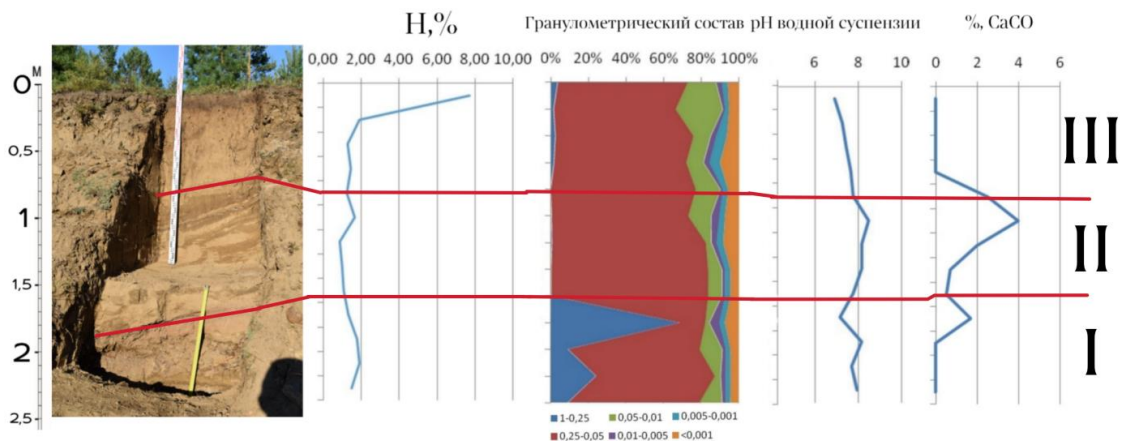 H,%
Гранулометрический состав
pH водной суспензии
%, CaCO
0,00 2,00 4,00 6,00 8,00 10,00
0% 20% 40% 60% 80% 100%
6 8 10
0 2 4 6
М
0
0,5
1
1,5
2
2,5
III
II
I
1-0,25 0,05-0,01 0,005-0,001
0,25-0,05 0,01-0,005 <0,001